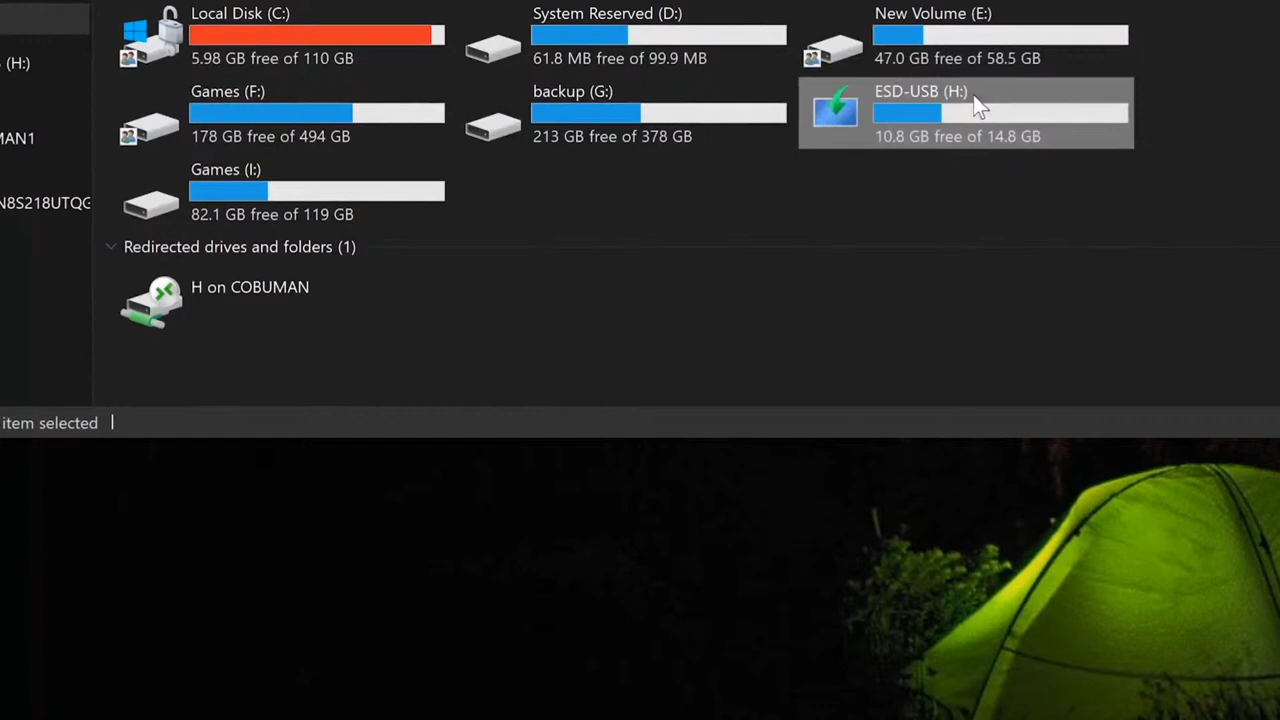 Local Disk (C:)
5.98 GB free of 110 GB
System Reserved (D:)
61.8 MB free of 99.9 MB
New Volume (E:)
47.0 GB free of 58.5 GB
(H:)
Games (F:)
178 GB free of 494 GB
backup (G:)
213 GB free of 378 GB
ESD-USB (H:)
10.8 GB free of 14.8 GB
MAN1
Games (I:)
82.1 GB free of 119 GB
N8S218UTQG
Redirected drives and folders (1)
H on COBUMAN
item selected